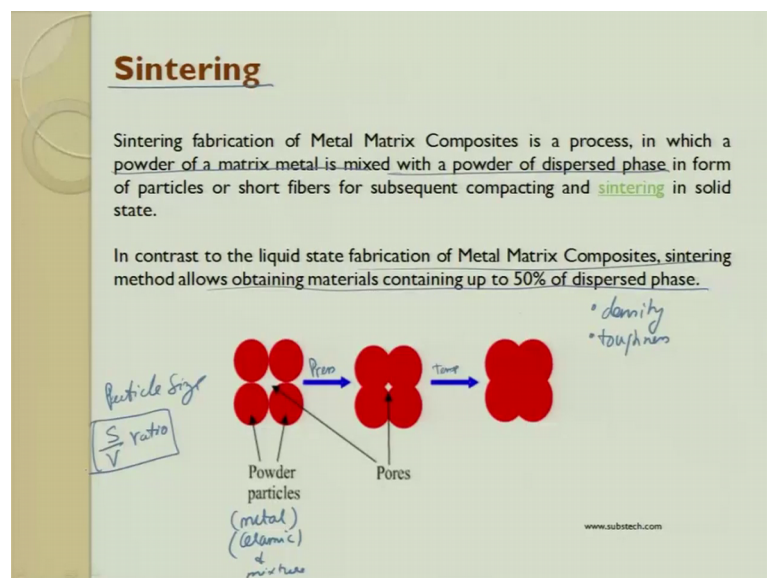 Sintering
Sintering fabrication of Metal Matrix Composites is a process, in which a
powder of a matrix metal is mixed with a powder of dispersed phase in form
of particles or short fibers for subsequent compacting and sintering in solid
state.
In contrast to the liquid state fabrication of Metal Matrix Composites, sintering
method allows obtaining materials containing up to 50% of dispersed phase.
• density
• toughness
Press
Temp
Particle Size
S/V ratio
Powder
particles
Pores
(metal)
(Ceramic)
&
mixture
www.substech.com